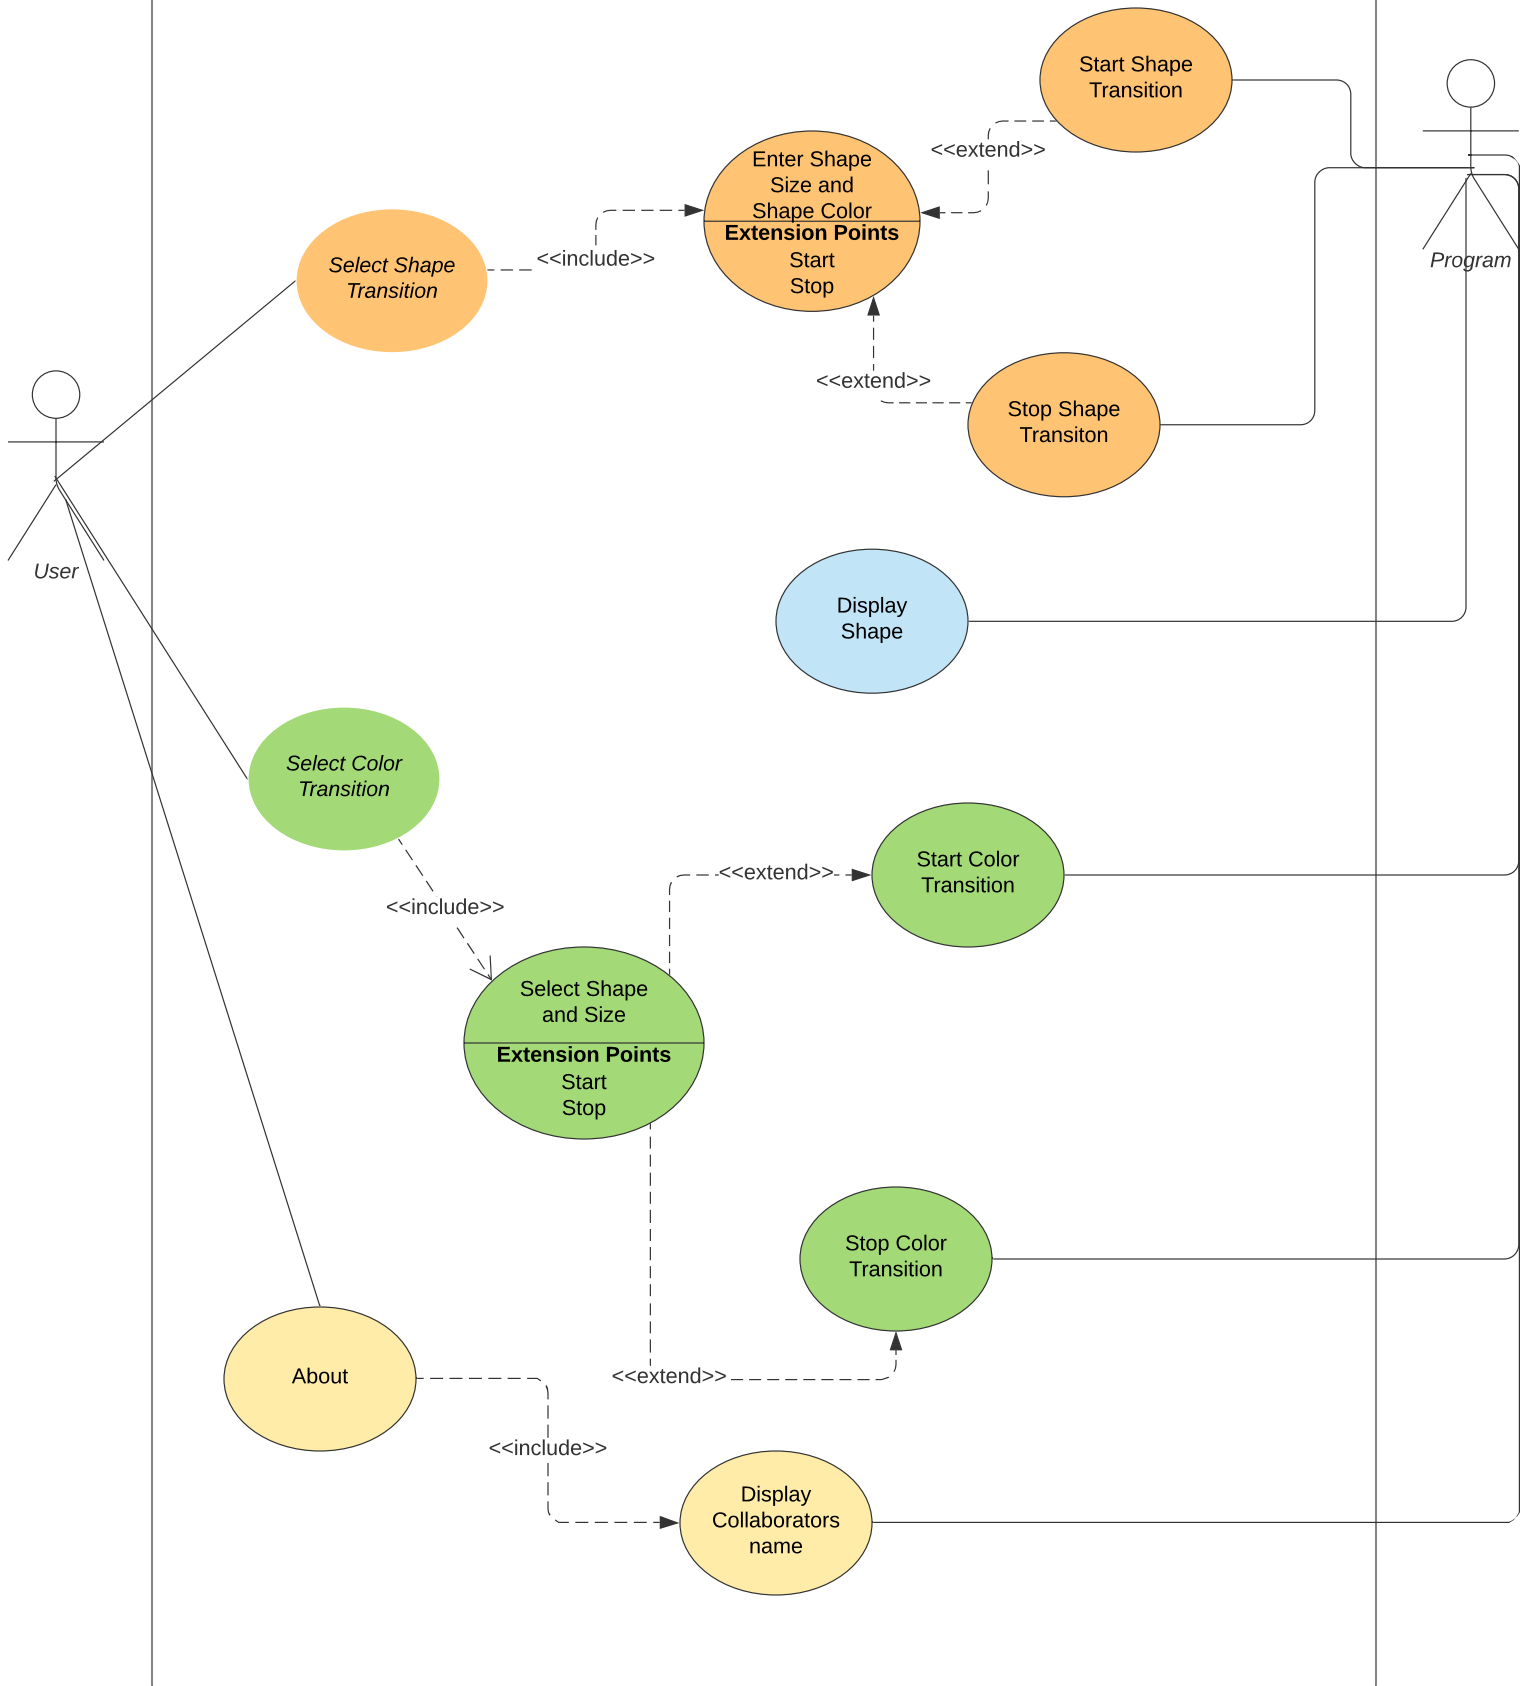 Start Shape
Transition
<<extend>>
Enter Shape
Size and
Shape Color
Extension Points
Start
Stop
<<include>>
Select Shape
Transition
Program
<<extend>>
Stop Shape
Transiton
User
Display
Shape
Select Color
Transition
<<extend>>
Start Color
Transition
<<include>>
Select Shape
and Size
Extension Points
Start
Stop
Stop Color
Transition
<<extend>>
About
<<include>>
Display
Collaborators
name